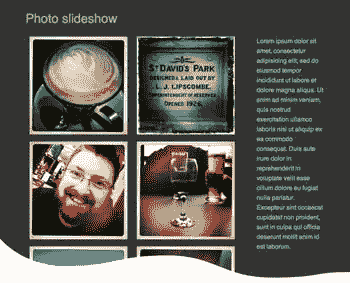 Photo slideshow
ST DAVID'S PARK
DESIGNED & LAID OUT BY
L. J. LIPSCOMBE.
SUPERINTENDENT OF RESERVES
OPENED 1926
Lorem ipsum dolor sit
amet, consectetur
adipisicing elit, sed do
eiusmod tempor
incididunt ut labore et
dolore magna aliqua. Ut
enim ad minim veniam,
quis nostrud
exercitation ullamco
laboris nisi ut aliquip ex
ea commodo
consequat. Duis aute
irure dolor in
reprehenderit in
voluptate velit esse
cillum dolore eu fugiat
nulla pariatur.
Excepteur sint occaecat
cupidatat non proident,
sunt in culpa qui officia
deserunt mollit anim id
est laborum.